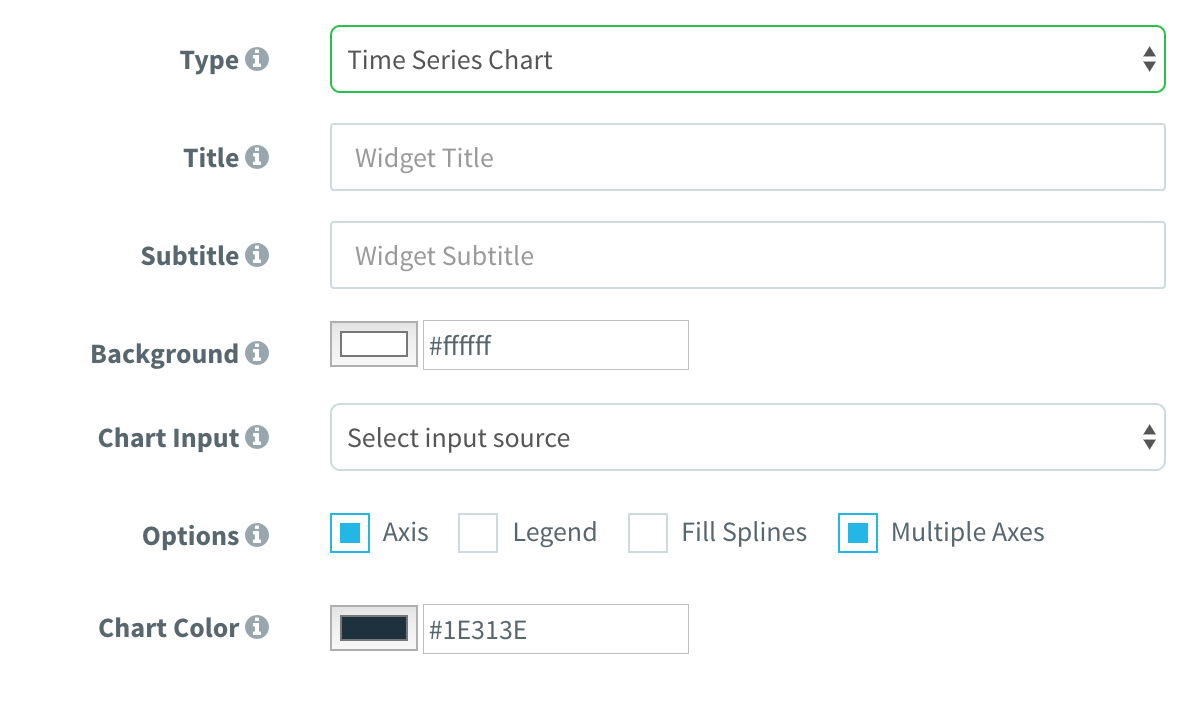 Type Time Series Chart
Title Widget Title
Subtitle Widget Subtitle
Background #ffffff
Chart Input Select input source
Options Axis Legend Fill Splines Multiple Axes
Chart Color #1E313E